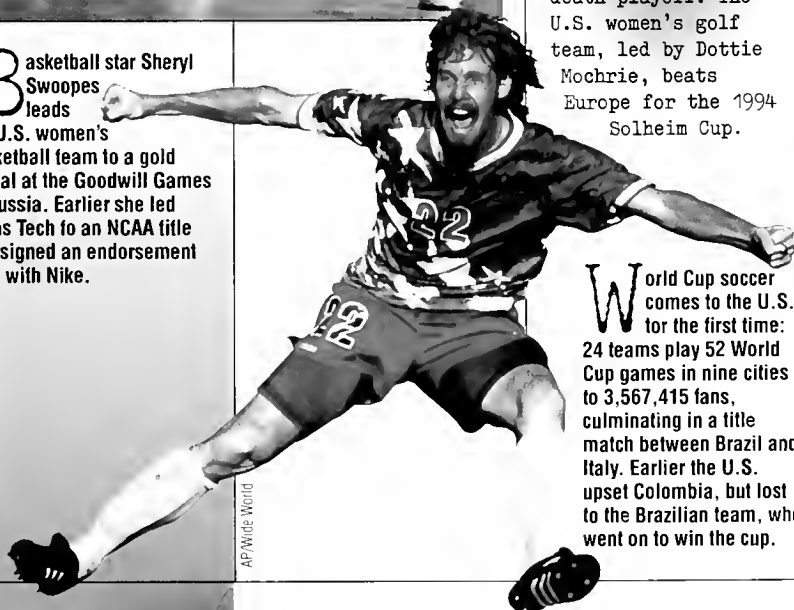 Basketball star Sheryl
Swoopes
leads
U.S. women's
ketball team to a gold
al at the Goodwill Games
ussia. Earlier she led
as Tech to an NCAA title
signed an endorsement
with Nike.
U.S. women's golf
team, led by Dottie
Mochrie, beats
Europe for the 1994
Solheim Cup.
22
22
World Cup soccer
comes to the U.S.
for the first time:
24 teams play 52 World
Cup games in nine cities
to 3,567,415 fans,
culminating in a title
match between Brazil and
Italy. Earlier the U.S.
upset Colombia, but lost
to the Brazilian team, who
went on to win the cup.
AP/Wide World